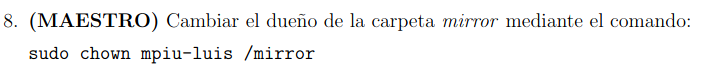 8. (MAESTRO) Cambiar el dueño de la carpeta mirror mediante el comando:
sudo chown mpiu-luis /mirror